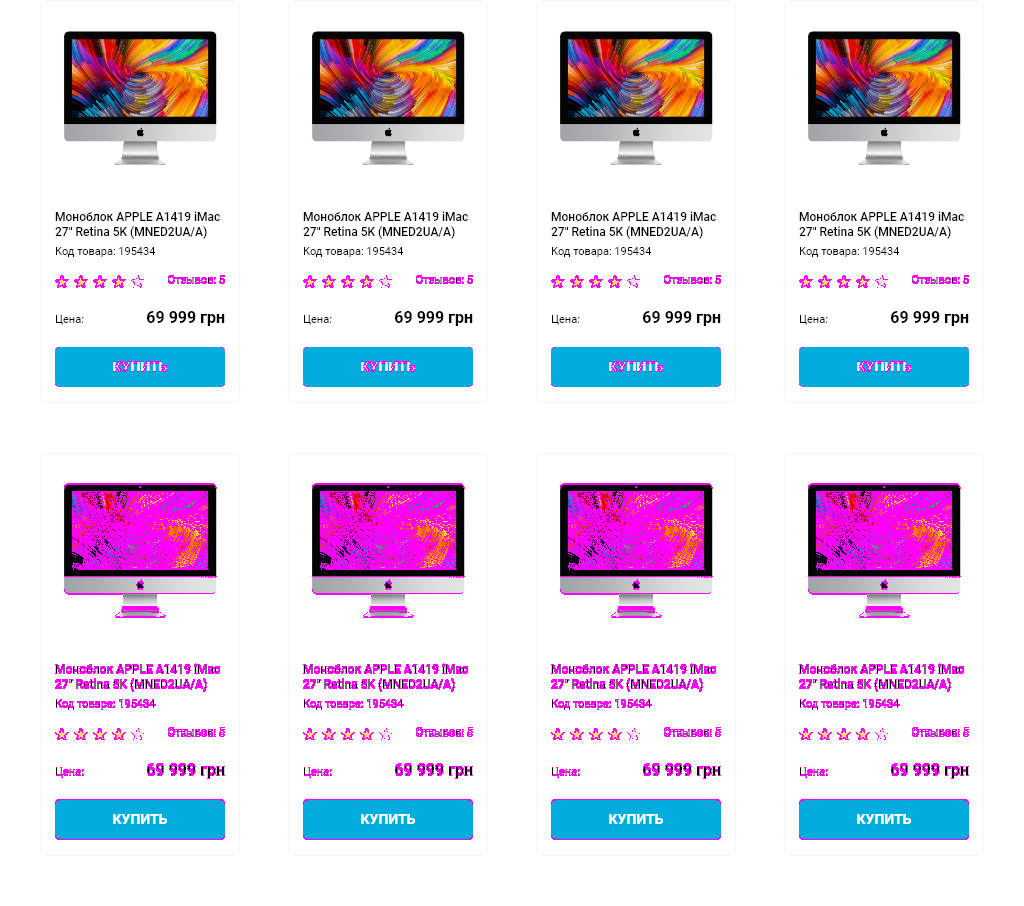 Моноблок APPLE A1419 iMac Моноблок APPLE A1419 iMac Моноблок APPLE A1419 iMac Моноблок APPLE A1419 iMac
27" Retina 5K (MNED2UA/A) 27" Retina 5K (MNED2UA/A) 27" Retina 5K (MNED2UA/A) 27" Retina 5K (MNED2UA/A)
Код товара: 195434 Код товара: 195434 Код товара: 195434 Код товара: 195434
Отзывов: 5 Отзывов: 5 Отзывов: 5 Отзывов: 5
Цена: 69 999 грн Цена: 69 999 грн Цена: 69 999 грн Цена: 69 999 грн
КУПИТЬ КУПИТЬ КУПИТЬ КУПИТЬ
Моноблок APPLE A1419 iMac Моноблок APPLE A1419 iMac Моноблок APPLE A1419 iMac Моноблок APPLE A1419 iMac
27" Retina 5K (MNED2UA/A) 27" Retina 5K (MNED2UA/A) 27" Retina 5K (MNED2UA/A) 27" Retina 5K (MNED2UA/A)
Код товара: 195434 Код товара: 195434 Код товара: 195434 Код товара: 195434
Отзывов: 5 Отзывов: 5 Отзывов: 5 Отзывов: 5
Цена: 69 999 грн Цена: 69 999 грн Цена: 69 999 грн Цена: 69 999 грн
КУПИТЬ КУПИТЬ КУПИТЬ КУПИТЬ